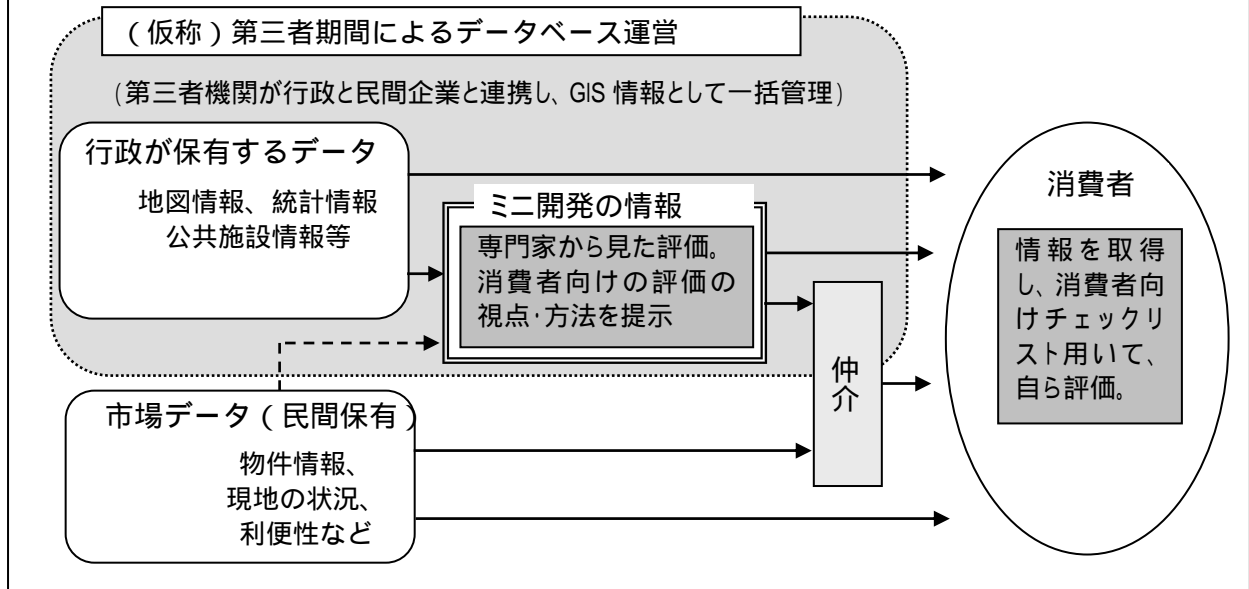 （仮称）第三者期間によるデータベース運営
(第三者機関が行政と民間企業と連携し、GIS 情報として一括管理)
行政が保有するデータ
地図情報、統計情報
公共施設情報等
ミニ開発の情報
専門家から見た評価。
消費者向けの評価の
視点・方法を提示
仲介
市場データ（民間保有）
物件情報、
現地の状況、
利便性など
消費者
情報を取得
し、消費者向
けチェックリ
スト用いて、
自ら評価。